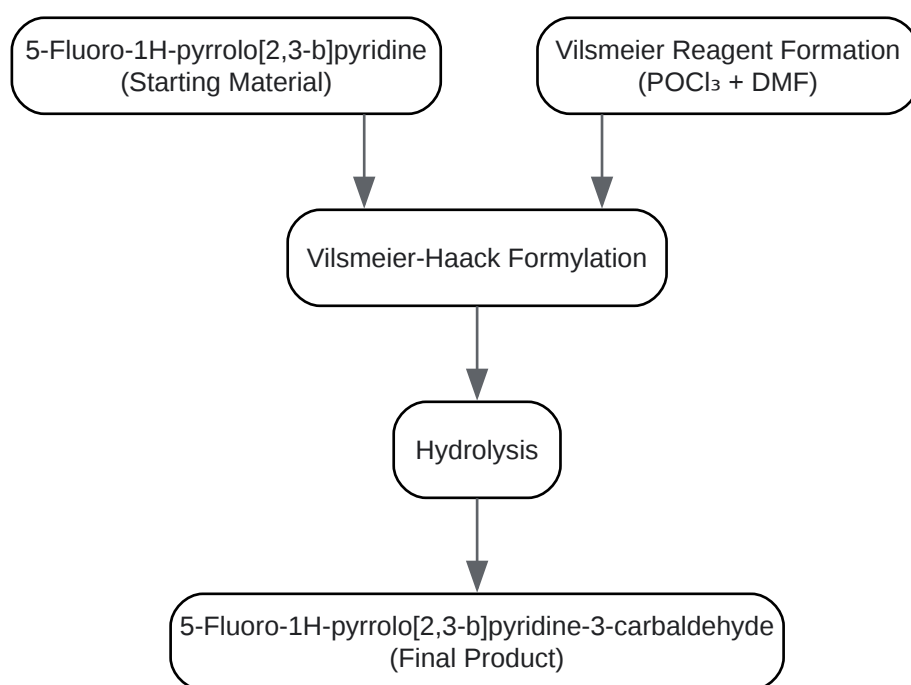 5-Fluoro-1H-pyrrolo[2,3-b]pyridine
(Starting Material)
Vilsmeier Reagent Formation
(POCl₃ + DMF)
Vilsmeier-Haack Formylation
Hydrolysis
5-Fluoro-1H-pyrrolo[2,3-b]pyridine-3-carbaldehyde
(Final Product)